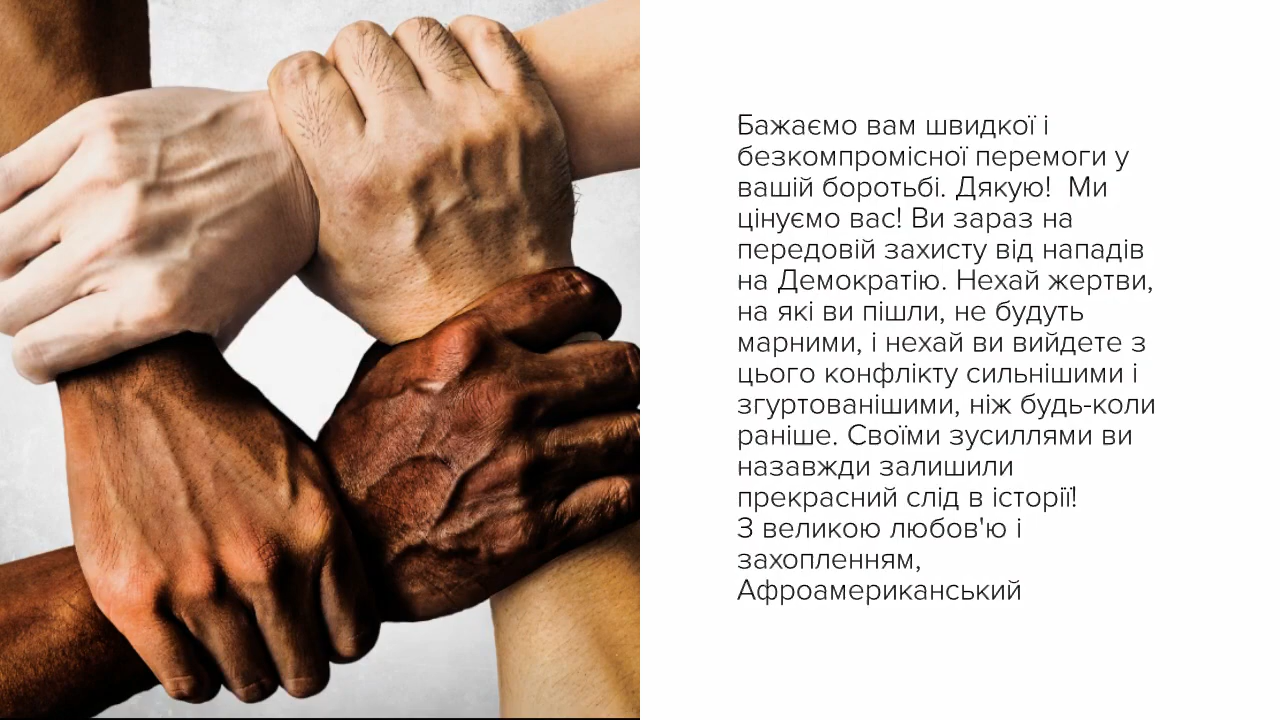 Бажаємо вам швидкої і
безкомпромісної перемоги у
вашій боротьбі. Дякую!  Ми
цінуємо вас! Ви зараз на
передовій захисту від нападів
на Демократію. Нехай жертви,
на які ви пішли, не будуть
марними, і нехай ви вийдете з
цього конфлікту сильнішими і
згуртованішими, ніж будь-коли
раніше. Своїми зусиллями ви
назавжди залишили
прекрасний слід в історії!
З великою любов'ю і
захопленням,
Афроамериканський